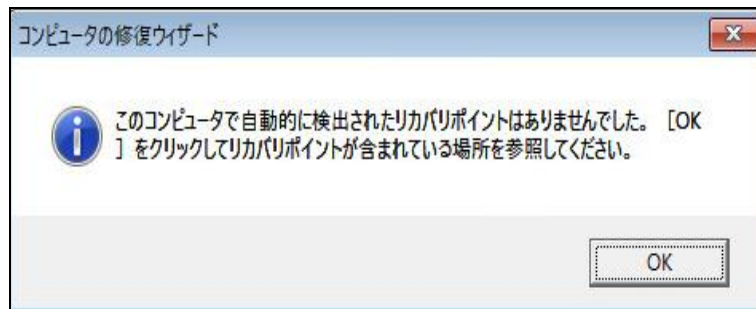 コンピュータの修復ウィザード
このコンピュータで自動的に検出されたリカバリポイントはありませんでした。 [OK
] をクリックしてリカバリポイントが含まれている場所を参照してください。
OK